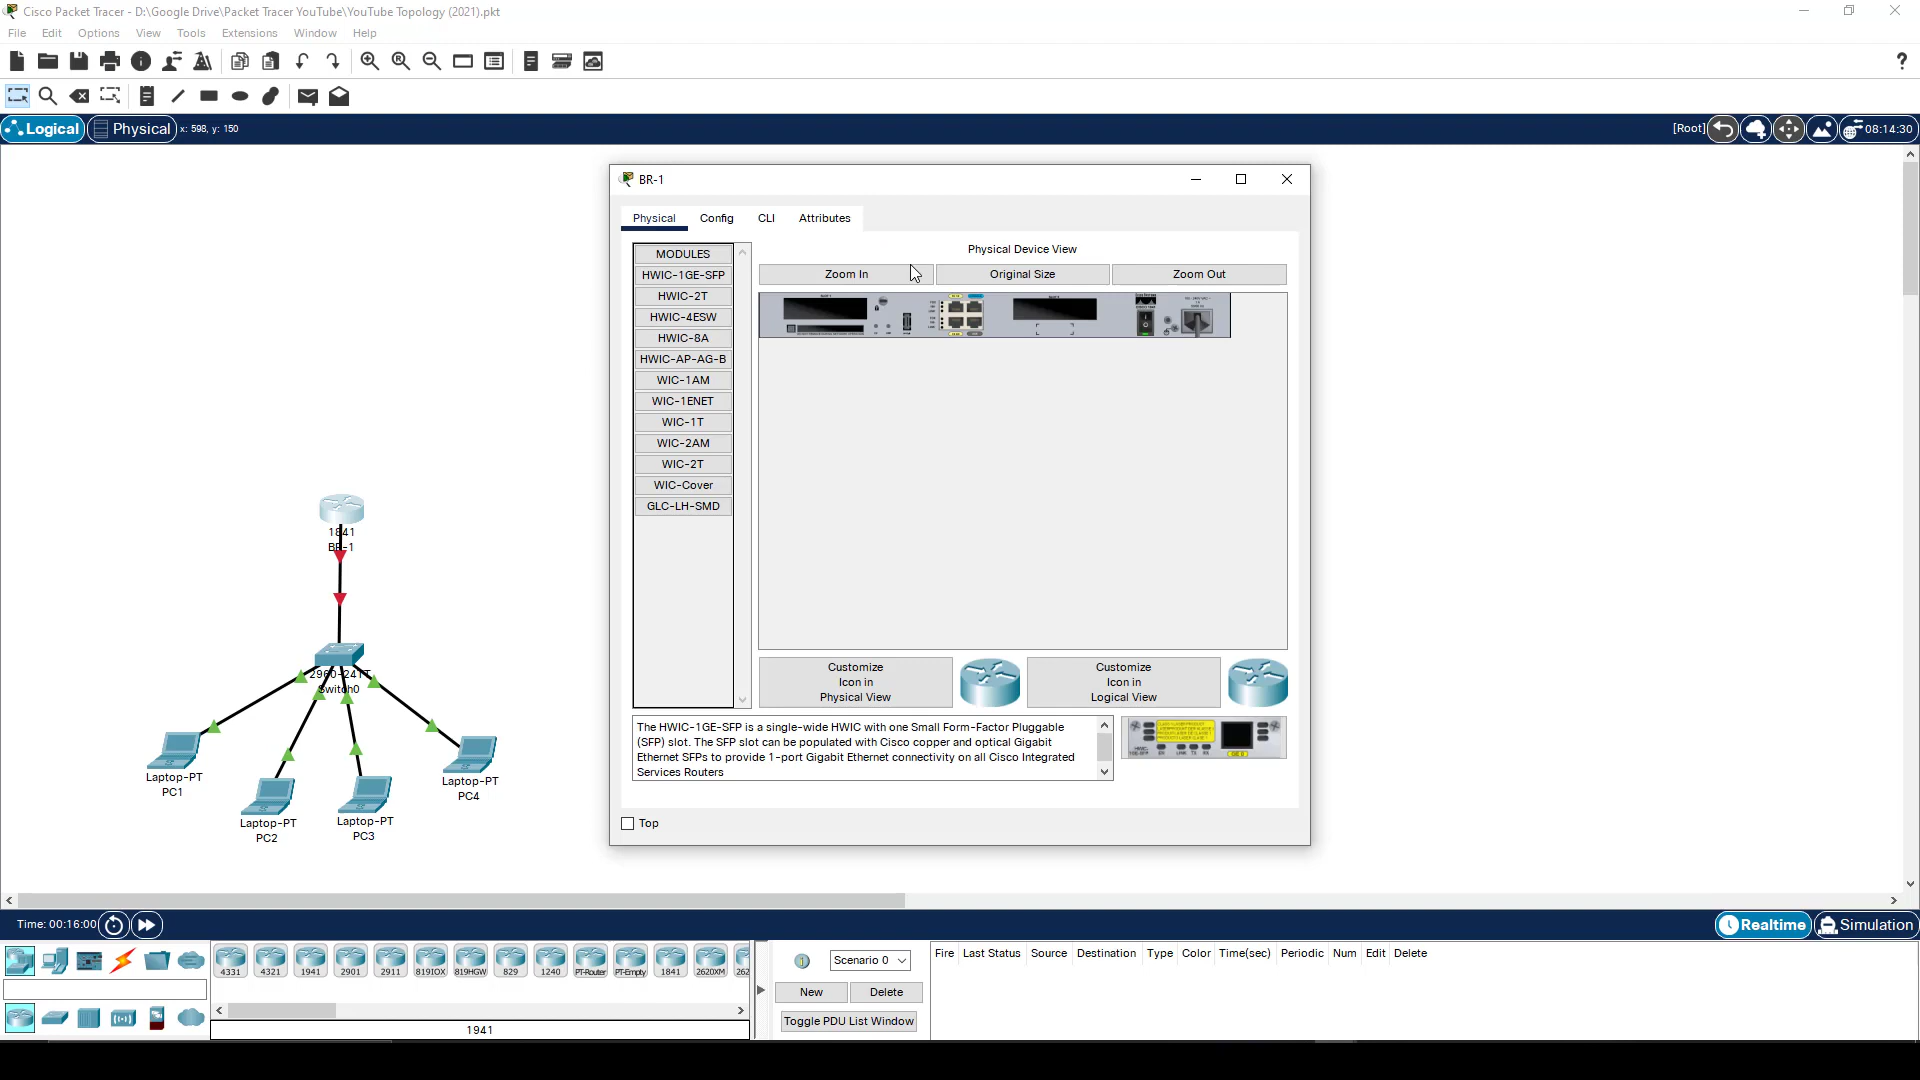 Cisco Packet Tracer - D:\Google Drive\Packet Tracer YouTube\YouTube Topology (2021).pkt
File Edit Options View Tools Extensions Window Help
Logical Physical x: 598, y: 150 [Root] 08:14:30
BR-1
Physical Config CLI Attributes
MODULES
HWIC-1GE-SFP
HWIC-2T
HWIC-4ESW
HWIC-8A
HWIC-AP-AG-B
WIC-1AM
WIC-1ENET
WIC-1T
WIC-2AM
WIC-2T
WIC-Cover
GLC-LH-SMD
Physical Device View
Zoom In Original Size Zoom Out
Customize
Icon in
Physical View
Customize
Icon in
Logical View
The HWIC-1GE-SFP is a single-wide HWIC with one Small Form-Factor Pluggable
(SFP) slot. The SFP slot can be populated with Cisco copper and optical Gigabit
Ethernet SFPs to provide 1-port Gigabit Ethernet connectivity on all Cisco Integrated
Services Routers
Top
1841
BR-1
2960-24TT
Switch0
Laptop-PT
PC1
Laptop-PT
PC2
Laptop-PT
PC3
Laptop-PT
PC4
Time: 00:16:00 Realtime Simulation
4331 4321 1941 2901 2911 819IOX 819HGW 829 1240 PT-Router PT-Empty 1841 2620XM 262
1941
Scenario 0
New Delete
Toggle PDU List Window
Fire Last Status Source Destination Type Color Time(sec) Periodic Num Edit Delete